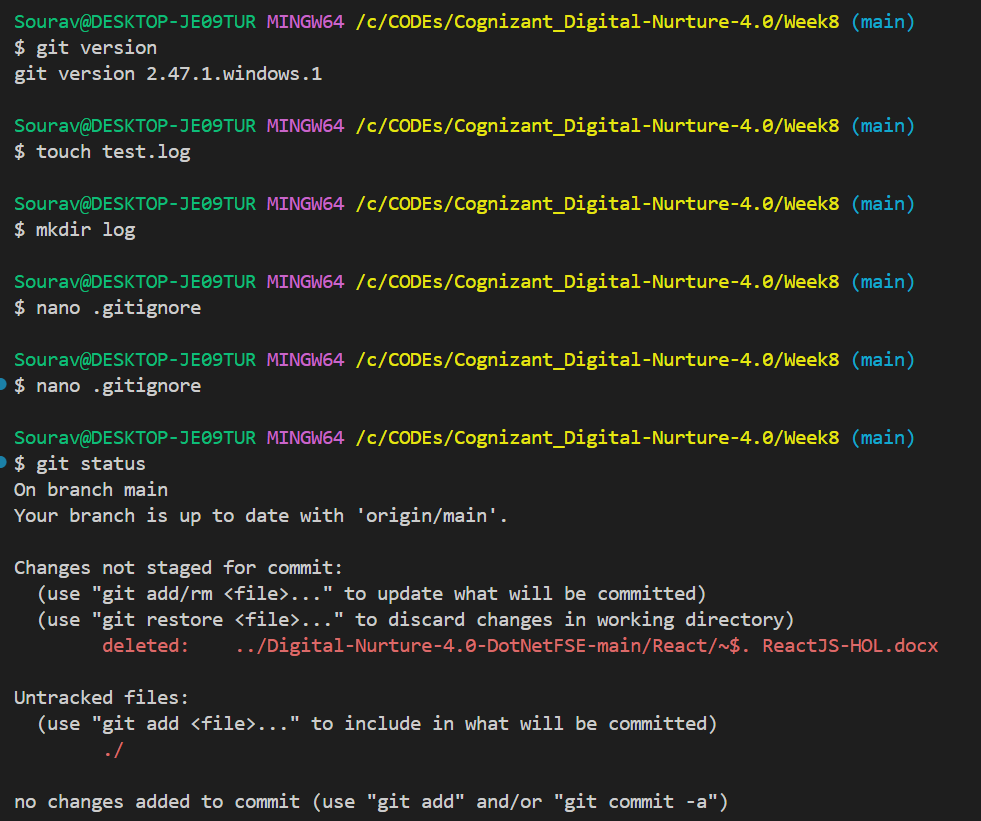 Sourav@DESKTOP-JE09TUR MINGW64 /c/CODEs/Cognizant_Digital-Nurture-4.0/Week8 (main)
$ git version
git version 2.47.1.windows.1
Sourav@DESKTOP-JE09TUR MINGW64 /c/CODEs/Cognizant_Digital-Nurture-4.0/Week8 (main)
$ touch test.log
Sourav@DESKTOP-JE09TUR MINGW64 /c/CODEs/Cognizant_Digital-Nurture-4.0/Week8 (main)
$ mkdir log
Sourav@DESKTOP-JE09TUR MINGW64 /c/CODEs/Cognizant_Digital-Nurture-4.0/Week8 (main)
$ nano .gitignore
Sourav@DESKTOP-JE09TUR MINGW64 /c/CODEs/Cognizant_Digital-Nurture-4.0/Week8 (main)
$ nano .gitignore
Sourav@DESKTOP-JE09TUR MINGW64 /c/CODEs/Cognizant_Digital-Nurture-4.0/Week8 (main)
$ git status
On branch main
Your branch is up to date with 'origin/main'.
Changes not staged for commit:
  (use "git add/rm <file>..." to update what will be committed)
  (use "git restore <file>..." to discard changes in working directory)
        deleted:    ../Digital-Nurture-4.0-DotNetFSE-main/React/~$. ReactJS-HOL.docx
Untracked files:
  (use "git add <file>..." to include in what will be committed)
        ./
no changes added to commit (use "git add" and/or "git commit -a")